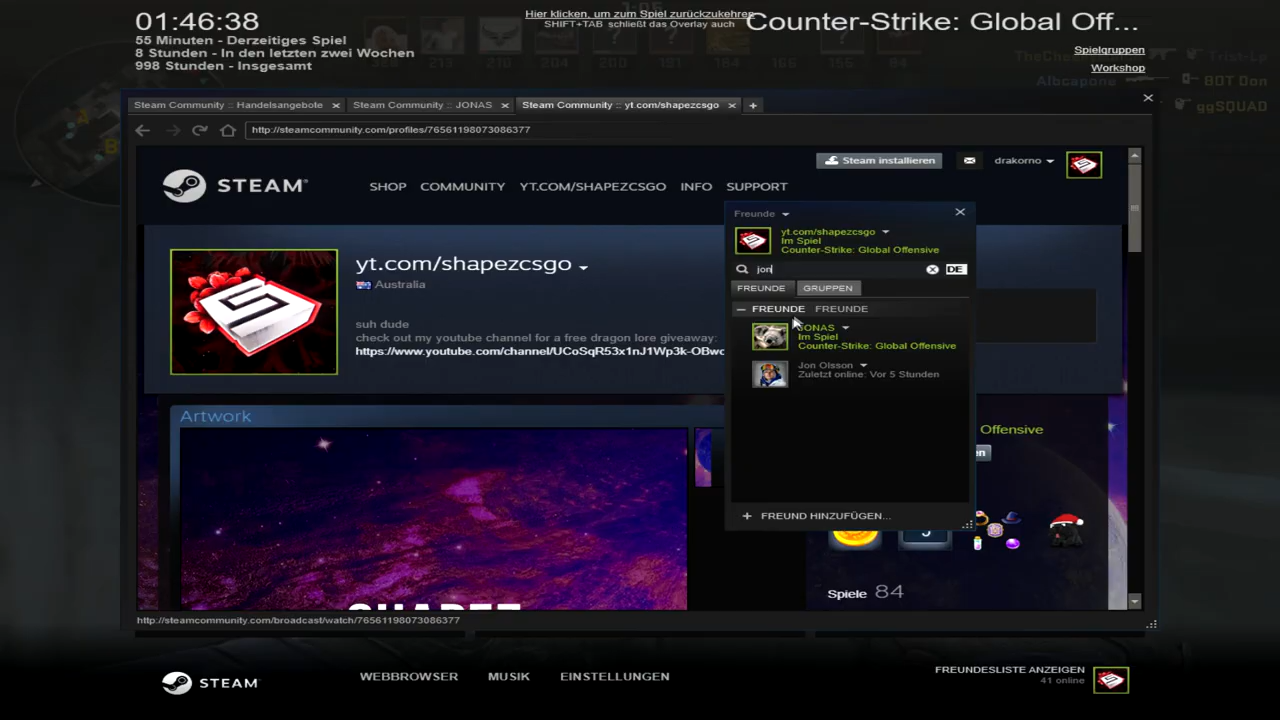 01:46:38
55 Minuten - Derzeitiges Spiel
8 Stunden - In den letzten zwei Wochen
998 Stunden - Insgesamt
Hier klicken, um zum Spiel zurückzukehren
SHIFT+TAB schließt das Overlay auch
Counter-Strike: Global Off...
Spielgruppen
Workshop
Trist-Lp
Albcapone
BOT Don
ggSQUAD
Steam Community :: Handelsangebote
Steam Community :: JONAS
Steam Community :: yt.com/shapezcsgo
http://steamcommunity.com/profiles/76561198073086377
STEAM
SHOP COMMUNITY YT.COM/SHAPEZCSGO INFO SUPPORT
Steam installieren
drakorno
yt.com/shapezcsgo
Australia
suh dude
check out my youtube channel for a free dragon lore giveaway:
https://www.youtube.com/channel/UCoSqR53x1nJ1Wp3k-OBwc
Artwork
Freunde
yt.com/shapezcsgo
Im Spiel
Counter-Strike: Global Offensive
jon
DE
FREUNDE GRUPPEN
FREUNDE FREUNDE
JONAS
Im Spiel
Counter-Strike: Global Offensive
Jon Olsson
Zuletzt online: Vor 5 Stunden
FREUND HINZUFÜGEN...
Offensive
en
Spiele 84
http://steamcommunity.com/broadcast/watch/76561198073086377
STEAM
WEBBROWSER MUSIK EINSTELLUNGEN
FREUNDESLISTE ANZEIGEN
41 online